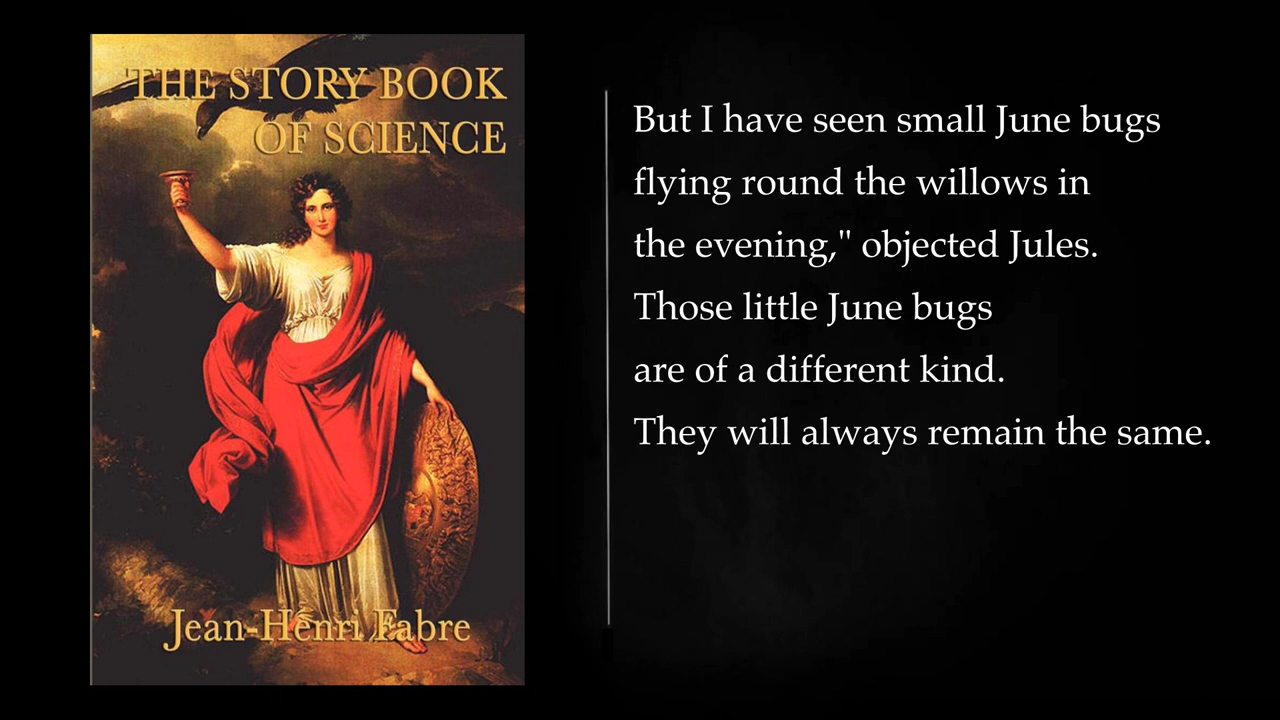 THE STORY BOOK
OF SCIENCE
Jean-Henri Fabre
But I have seen small June bugs
flying round the willows in
the evening," objected Jules.
Those little June bugs
are of a different kind.
They will always remain the same.